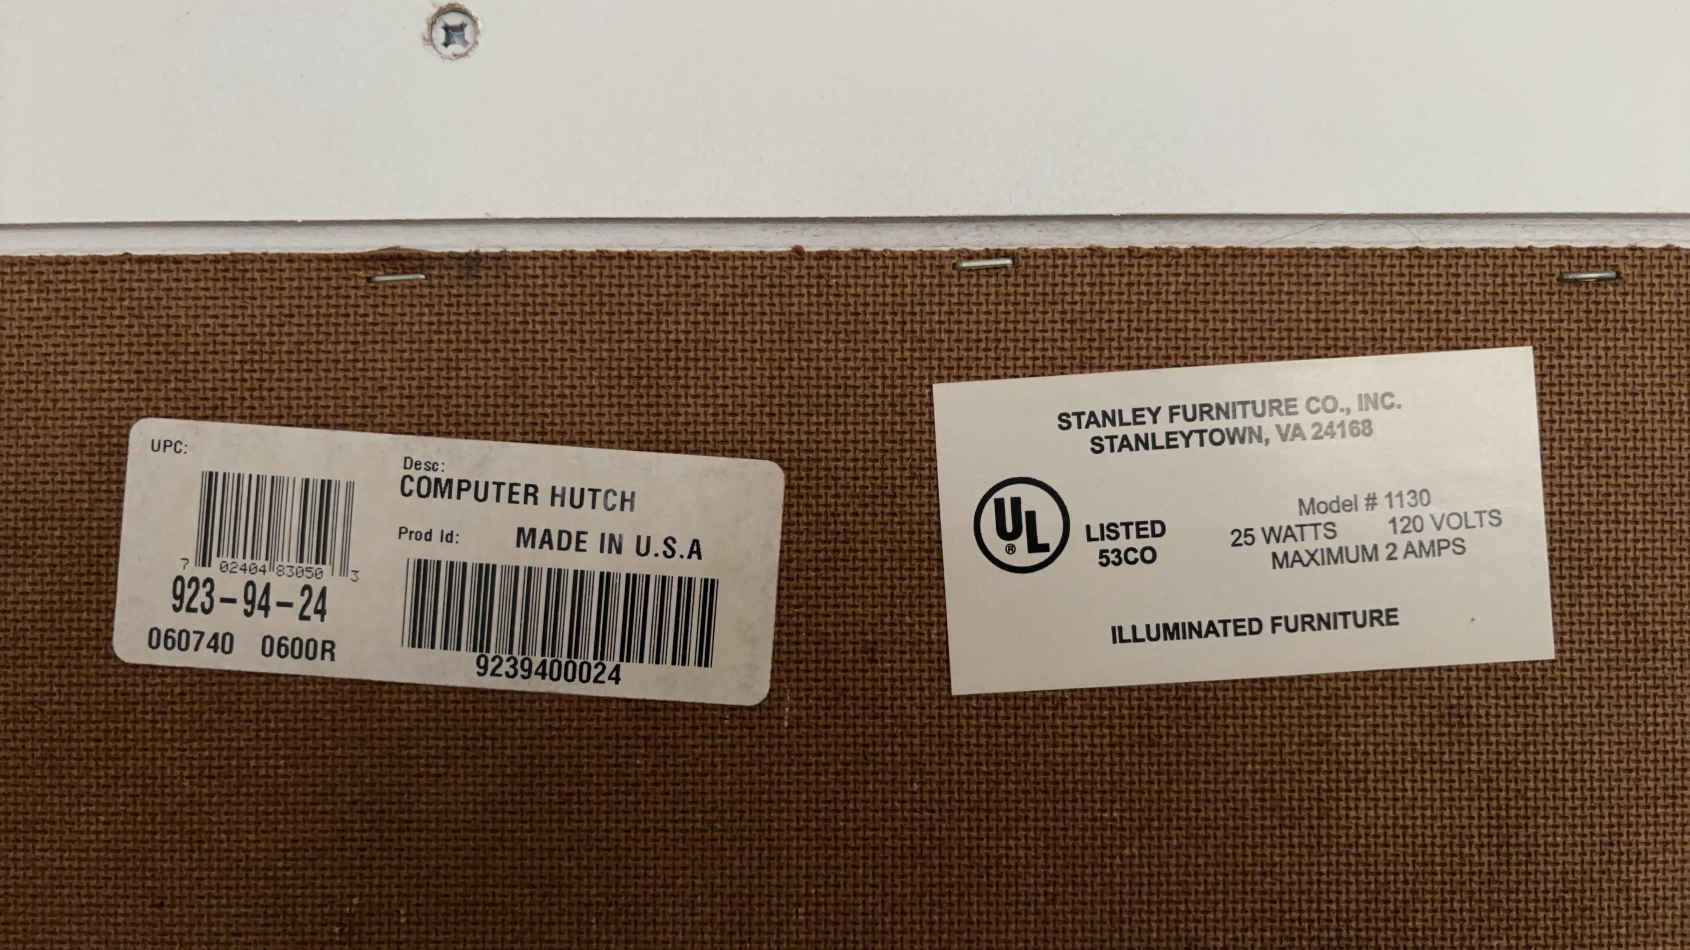 UPC:
7 02404 83050 3
923-94-24
060740 0600R
Desc:
COMPUTER HUTCH
Prod Id: MADE IN U.S.A
9239400024
STANLEY FURNITURE CO., INC.
STANLEYTOWN, VA 24168
UL
®
LISTED
53CO
Model # 1130
25 WATTS 120 VOLTS
MAXIMUM 2 AMPS
ILLUMINATED FURNITURE